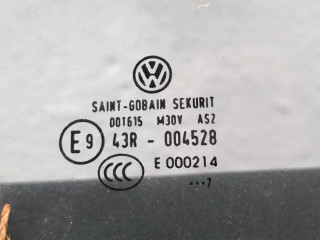 SAINT-GOBAIN SEKURIT
001615 M30V AS2
E9 43R - 004528
CCC E 000214
...7